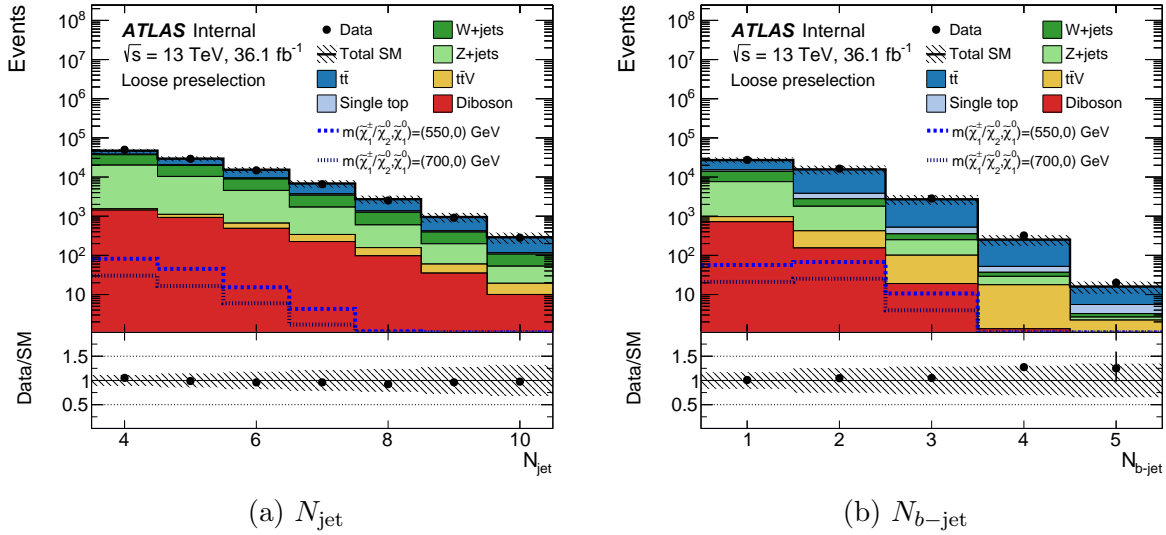 Events
10⁸
10⁷
10⁶
10⁵
10⁴
10³
10²
10
ATLAS Internal
√s = 13 TeV, 36.1 fb⁻¹
Loose preselection
Data
Total SM
tt̄
Single top
W+jets
Z+jets
tt̄V
Diboson
m(χ̃₁±/χ̃₂⁰,χ̃₁⁰)=(550,0) GeV
m(χ̃₁±/χ̃₂⁰,χ̃₁⁰)=(700,0) GeV
Data/SM
1.5
1
0.5
4 6 8 10
N_jet
(a) N_jet
Events
10⁸
10⁷
10⁶
10⁵
10⁴
10³
10²
10
ATLAS Internal
√s = 13 TeV, 36.1 fb⁻¹
Loose preselection
Data
Total SM
tt̄
Single top
W+jets
Z+jets
tt̄V
Diboson
m(χ̃₁±/χ̃₂⁰,χ̃₁⁰)=(550,0) GeV
m(χ̃₁±/χ̃₂⁰,χ̃₁⁰)=(700,0) GeV
Data/SM
1.5
1
0.5
1 2 3 4 5
N_b-jet
(b) N_b−jet